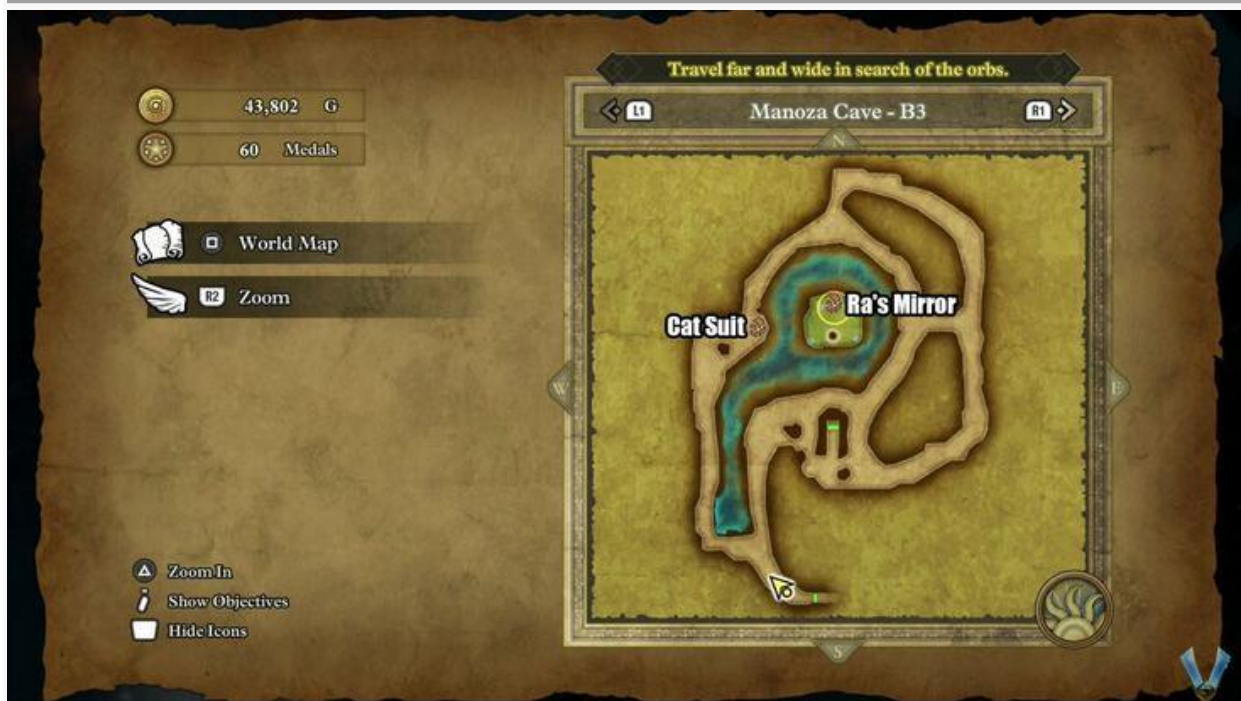 Travel far and wide in search of the orbs.
L1 Manoza Cave - B3 R1
43,802 G
60 Medals
World Map
R2 Zoom
N
W
E
S
Ra's Mirror
Cat Suit
Zoom In
Show Objectives
Hide Icons